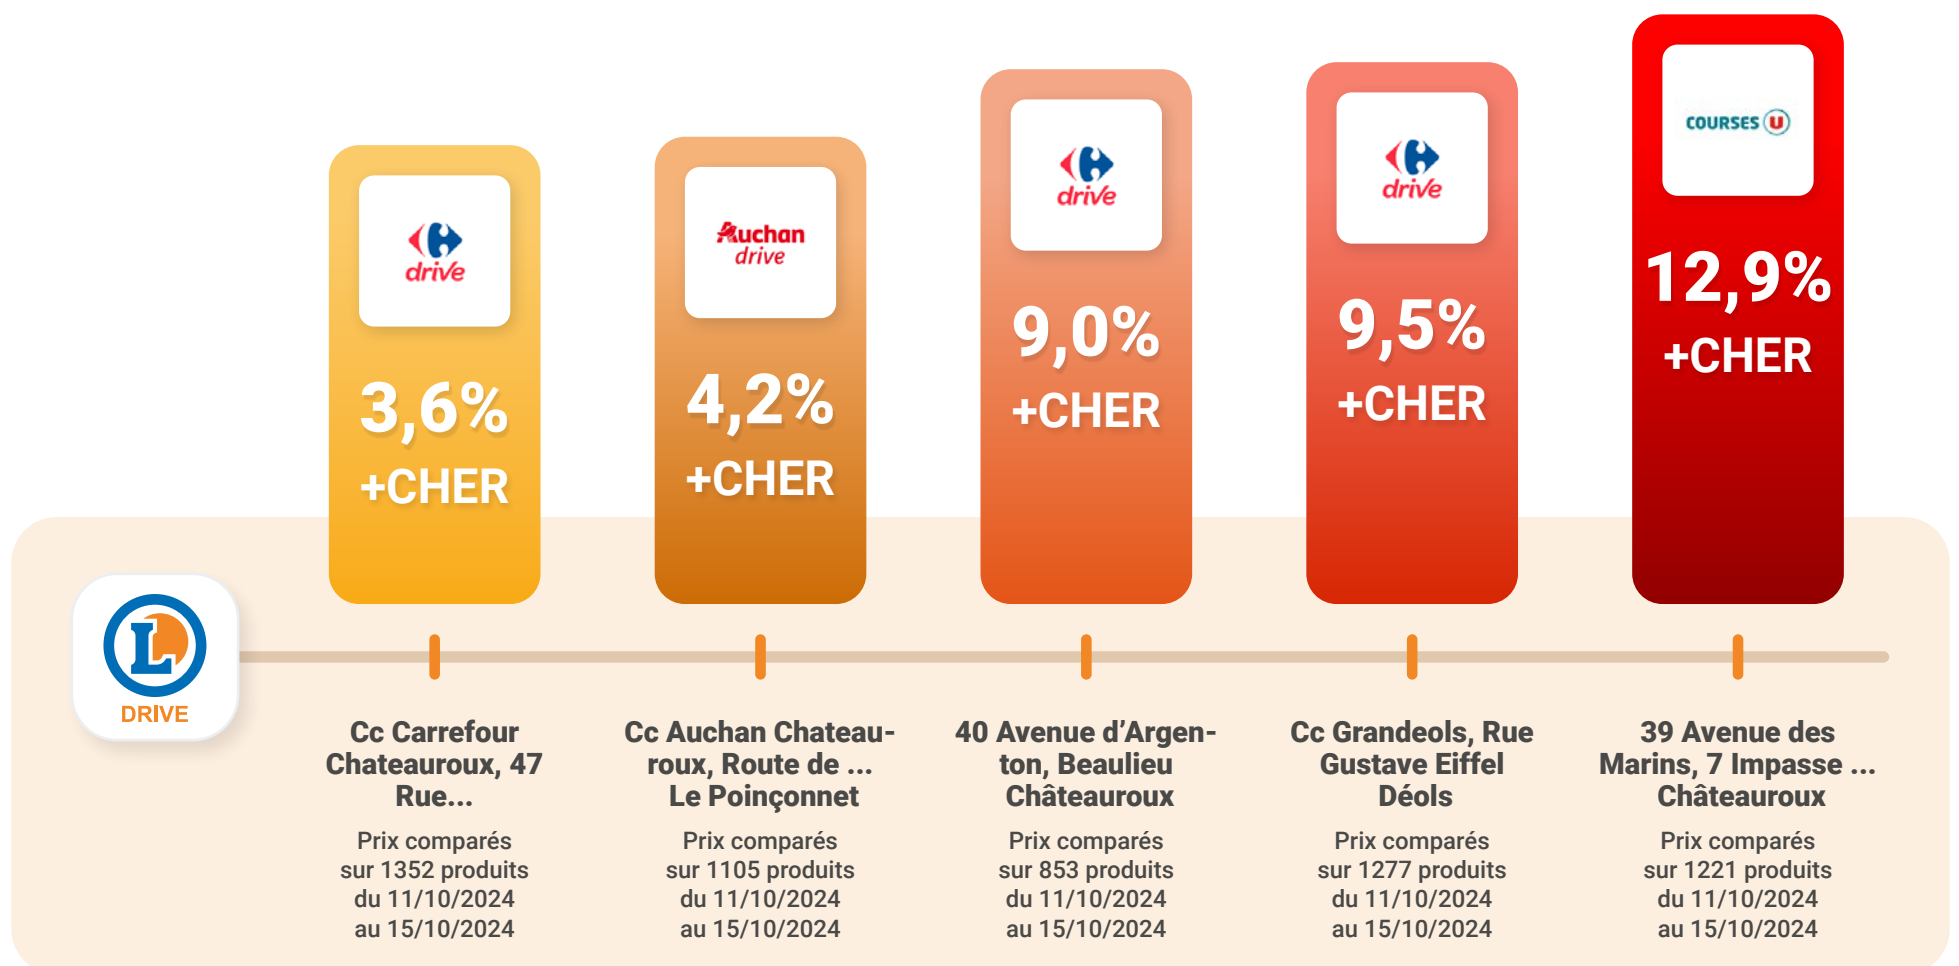 drive
3,6%
+CHER
Auchan
drive
4,2%
+CHER
drive
9,0%
+CHER
drive
9,5%
+CHER
COURSES U
12,9%
+CHER
L
DRIVE
Cc Carrefour
Chateauroux, 47
Rue...
Prix comparés
sur 1352 produits
du 11/10/2024
au 15/10/2024
Cc Auchan Chateau-
roux, Route de ...
Le Poinçonnet
Prix comparés
sur 1105 produits
du 11/10/2024
au 15/10/2024
40 Avenue d’Argen-
ton, Beaulieu
Châteauroux
Prix comparés
sur 853 produits
du 11/10/2024
au 15/10/2024
Cc Grandeols, Rue
Gustave Eiffel
Déols
Prix comparés
sur 1277 produits
du 11/10/2024
au 15/10/2024
39 Avenue des
Marins, 7 Impasse ...
Châteauroux
Prix comparés
sur 1221 produits
du 11/10/2024
au 15/10/2024